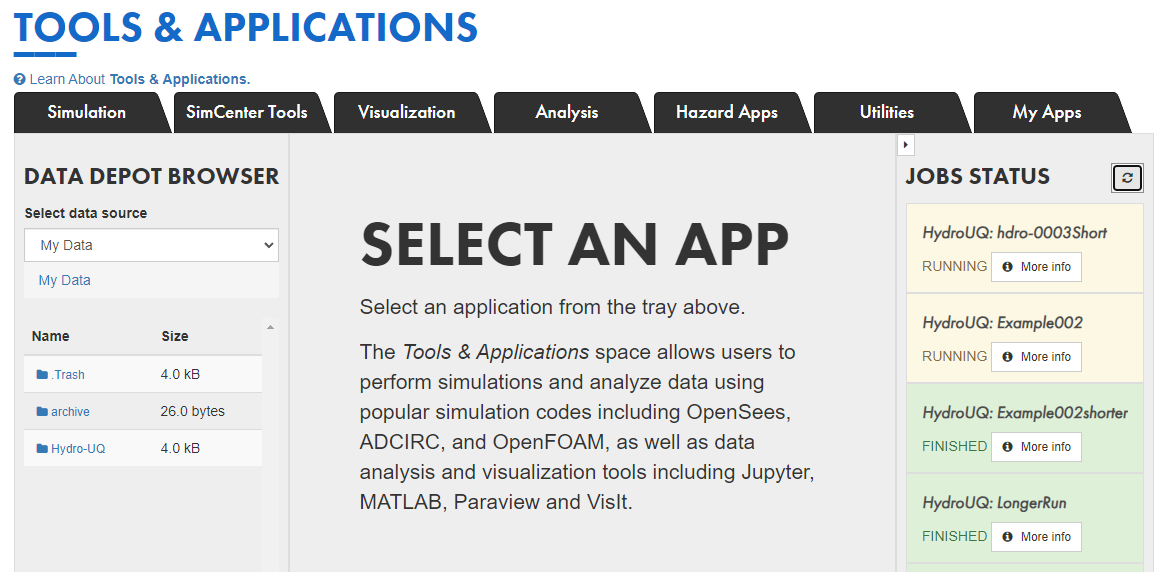 TOOLS & APPLICATIONS
Learn About Tools & Applications.
Simulation
SimCenter Tools
Visualization
Analysis
Hazard Apps
Utilities
My Apps
DATA DEPOT BROWSER
Select data source
My Data
My Data
Name Size
.Trash 4.0 kB
archive 26.0 bytes
Hydro-UQ 4.0 kB
SELECT AN APP
Select an application from the tray above.
The Tools & Applications space allows users to
perform simulations and analyze data using
popular simulation codes including OpenSees,
ADCIRC, and OpenFOAM, as well as data
analysis and visualization tools including Jupyter,
MATLAB, Paraview and VisIt.
JOBS STATUS
HydroUQ: hdro-0003Short
RUNNING More info
HydroUQ: Example002
RUNNING More info
HydroUQ: Example002shorter
FINISHED More info
HydroUQ: LongerRun
FINISHED More info